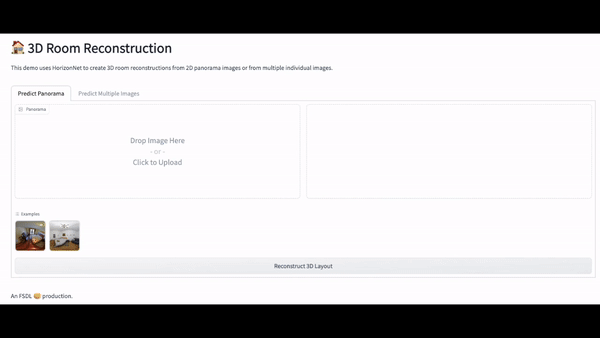 3D Room Reconstruction
This demo uses HorizonNet to create 3D room reconstructions from 2D panorama images or from multiple individual images.
Predict Panorama
Predict Multiple Images
Panorama
Drop Image Here
- or -
Click to Upload
Examples
Reconstruct 3D Layout
An FSDL 🥞 production.